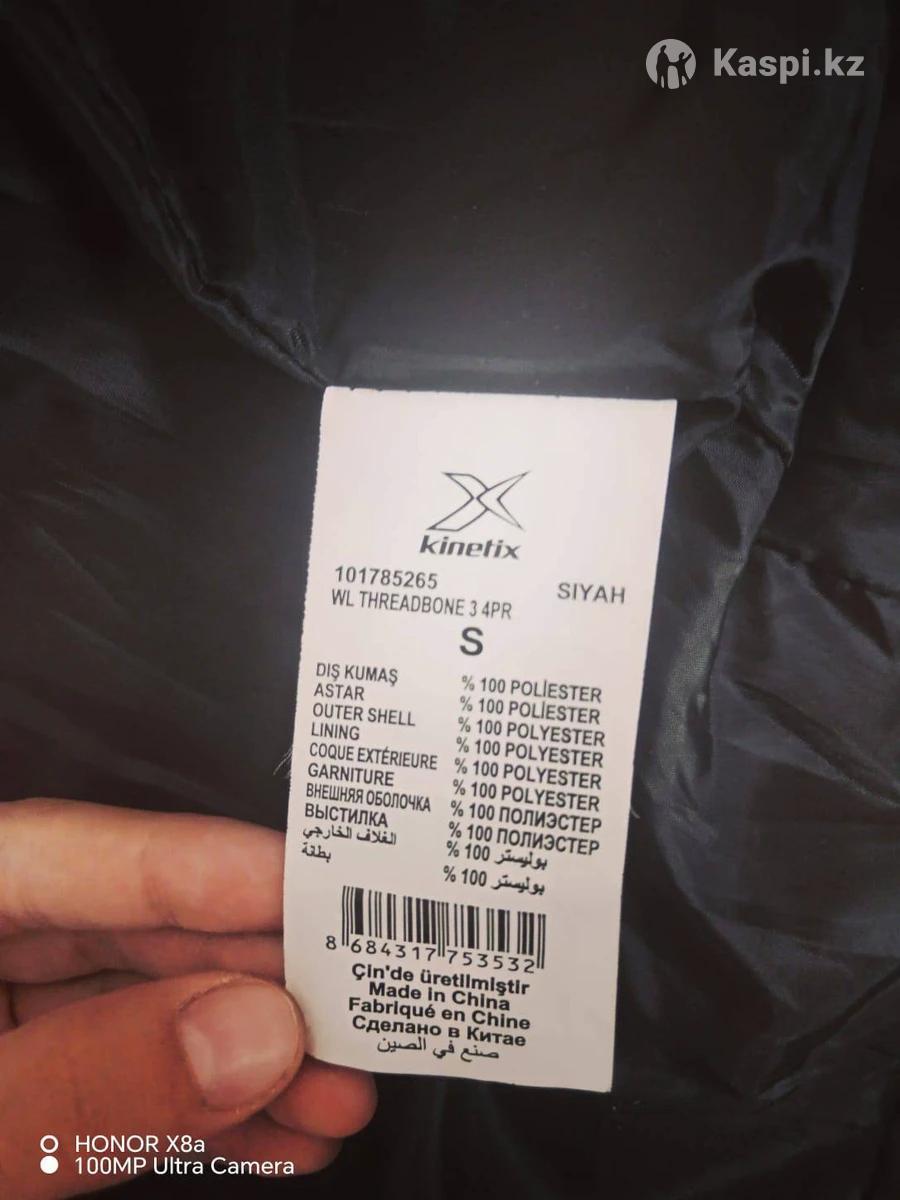 Kaspi.kz
kinetix
101785265 SIYAH
WL THREADBONE 3 4PR
S
DIŞ KUMAŞ % 100 POLİESTER
ASTAR % 100 POLİESTER
OUTER SHELL % 100 POLYESTER
LINING % 100 POLYESTER
COQUE EXTÉRIEURE % 100 POLYESTER
GARNITURE % 100 POLYESTER
ВНЕШНЯЯ ОБОЛОЧКА % 100 ПОЛИЭСТЕР
ВЫСТИЛКА % 100 ПОЛИЭСТЕР
الغلاف الخارجي % 100 بوليستر
بطانة % 100 بوليستر
8 684317 753532
Çin'de üretilmiştir
Made in China
Fabriqué en Chine
Сделано в Китае
صنع في الصين
HONOR X8a
100MP Ultra Camera